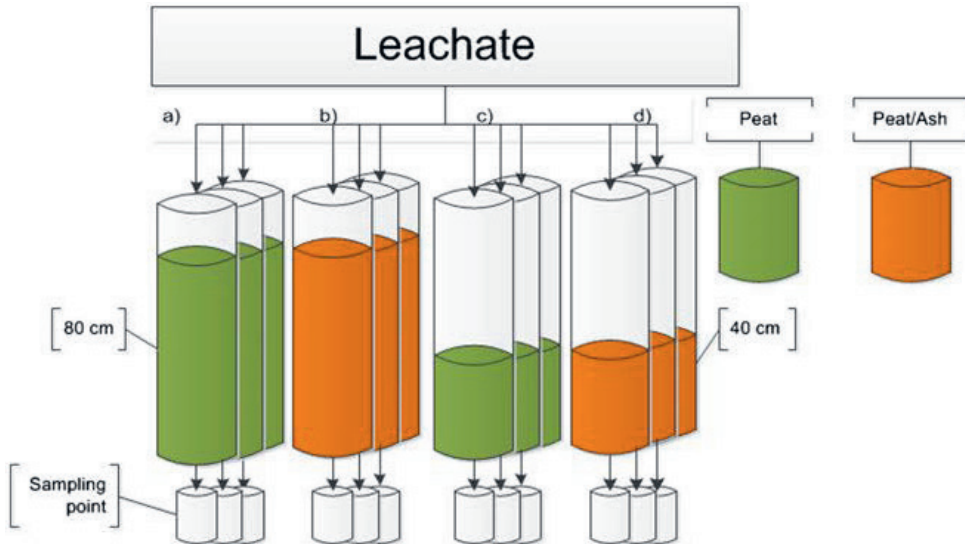 Leachate
a)
b)
c)
d)
Peat
Peat/Ash
80 cm
40 cm
Sampling
point